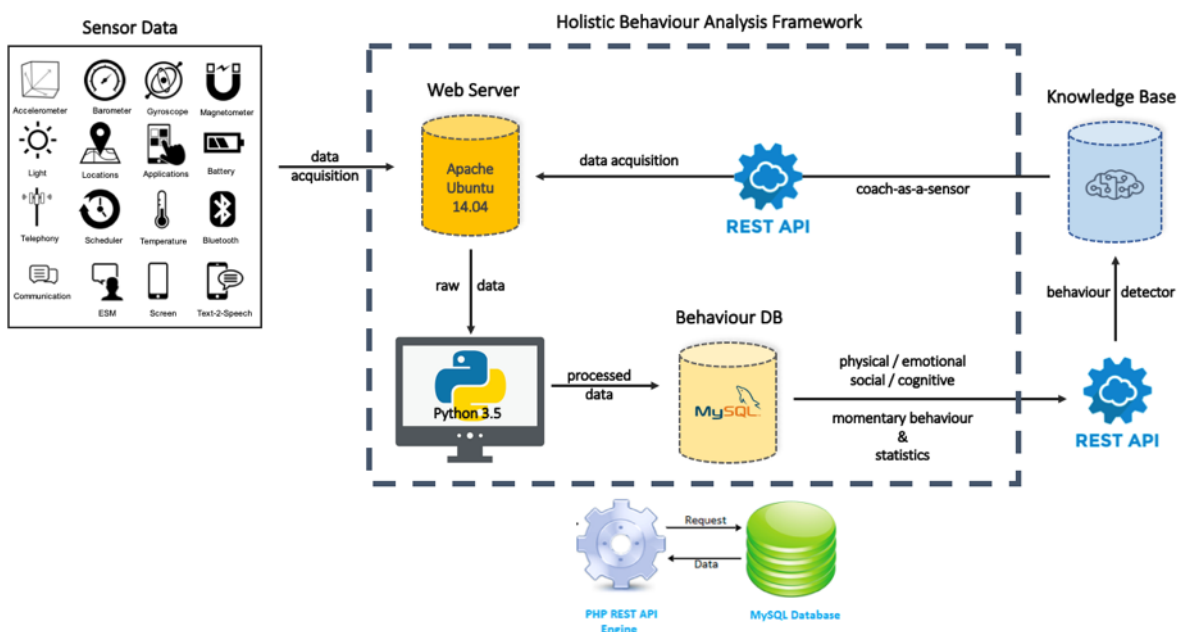 Sensor Data
Accelerometer
Barometer
Gyroscope
Magnetometer
Light
Locations
Applications
Battery
Telephony
Scheduler
Temperature
Bluetooth
Communication
ESM
Screen
Text-2-Speech
data
acquisition
Holistic Behaviour Analysis Framework
Web Server
Apache
Ubuntu
14.04
data acquisition
REST API
coach-as-a-sensor
Knowledge Base
raw data
Python 3.5
processed
data
Behaviour DB
MySQL
physical / emotional
social / cognitive
momentary behaviour
&
statistics
behaviour detector
REST API
Request
Data
PHP REST API
Engine
MySQL Database